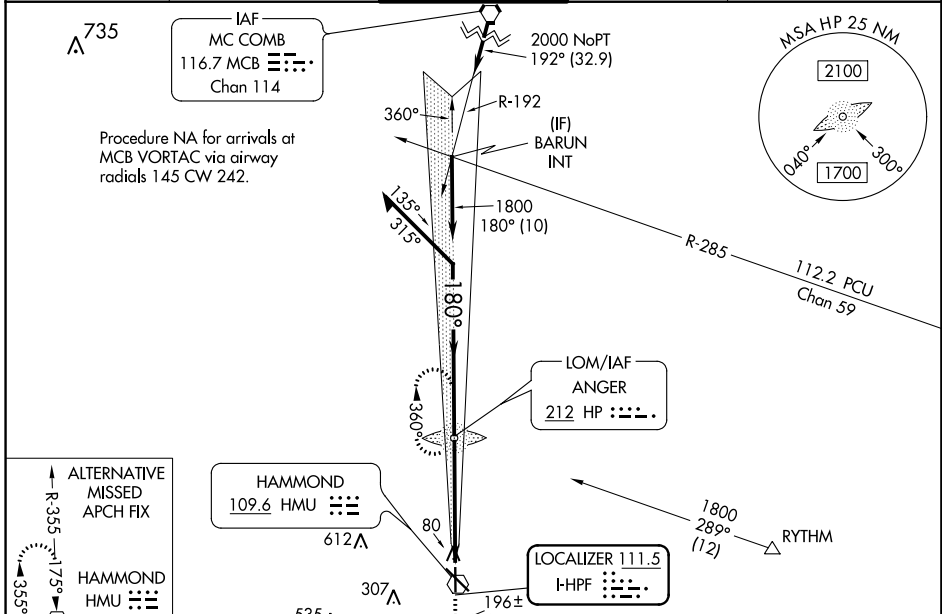 735
IAF
MC COMB
116.7 MCB
Chan 114
2000 NoPT
192° (32.9)
MSA HP 25 NM
2100
040°
300°
1700
R-192
360°
(IF)
BARUN
INT
Procedure NA for arrivals at
MCB VORTAC via airway
radials 145 CW 242.
1800
180° (10)
135°
315°
R-285
112.2 PCU
Chan 59
180°
LOM/IAF
ANGER
212 HP
360°
ALTERNATIVE
MISSED
APCH FIX
R-355
175°
355°
HAMMOND
HMU
HAMMOND
109.6 HMU
612
80
1800
289°
(12)
RYTHM
LOCALIZER 111.5
I-HPF
307
196±